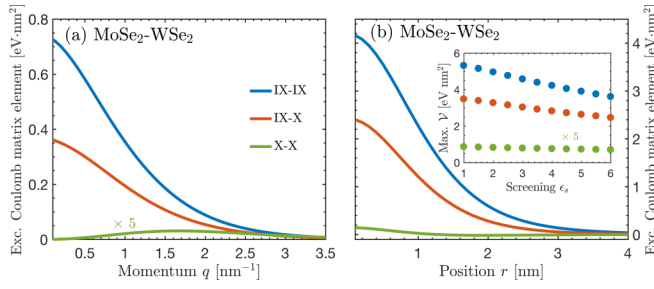 (a) MoSe₂-WSe₂
Exc. Coulomb matrix element [eV·nm²]
0.8
0.6
0.4
0.2
0
IX-IX
IX-X
X-X
× 5
0.5 1 1.5 2 2.5 3 3.5
Momentum q [nm⁻¹]
(b) MoSe₂-WSe₂
Max. 𝒱 [eV nm²]
6
4
2
0
× 5
1 2 3 4 5 6
Screening ϵₛ
1 2 3 4
Position r [nm]
4
3
2
1
0
Exc. Coulomb matrix element [eV·nm²]